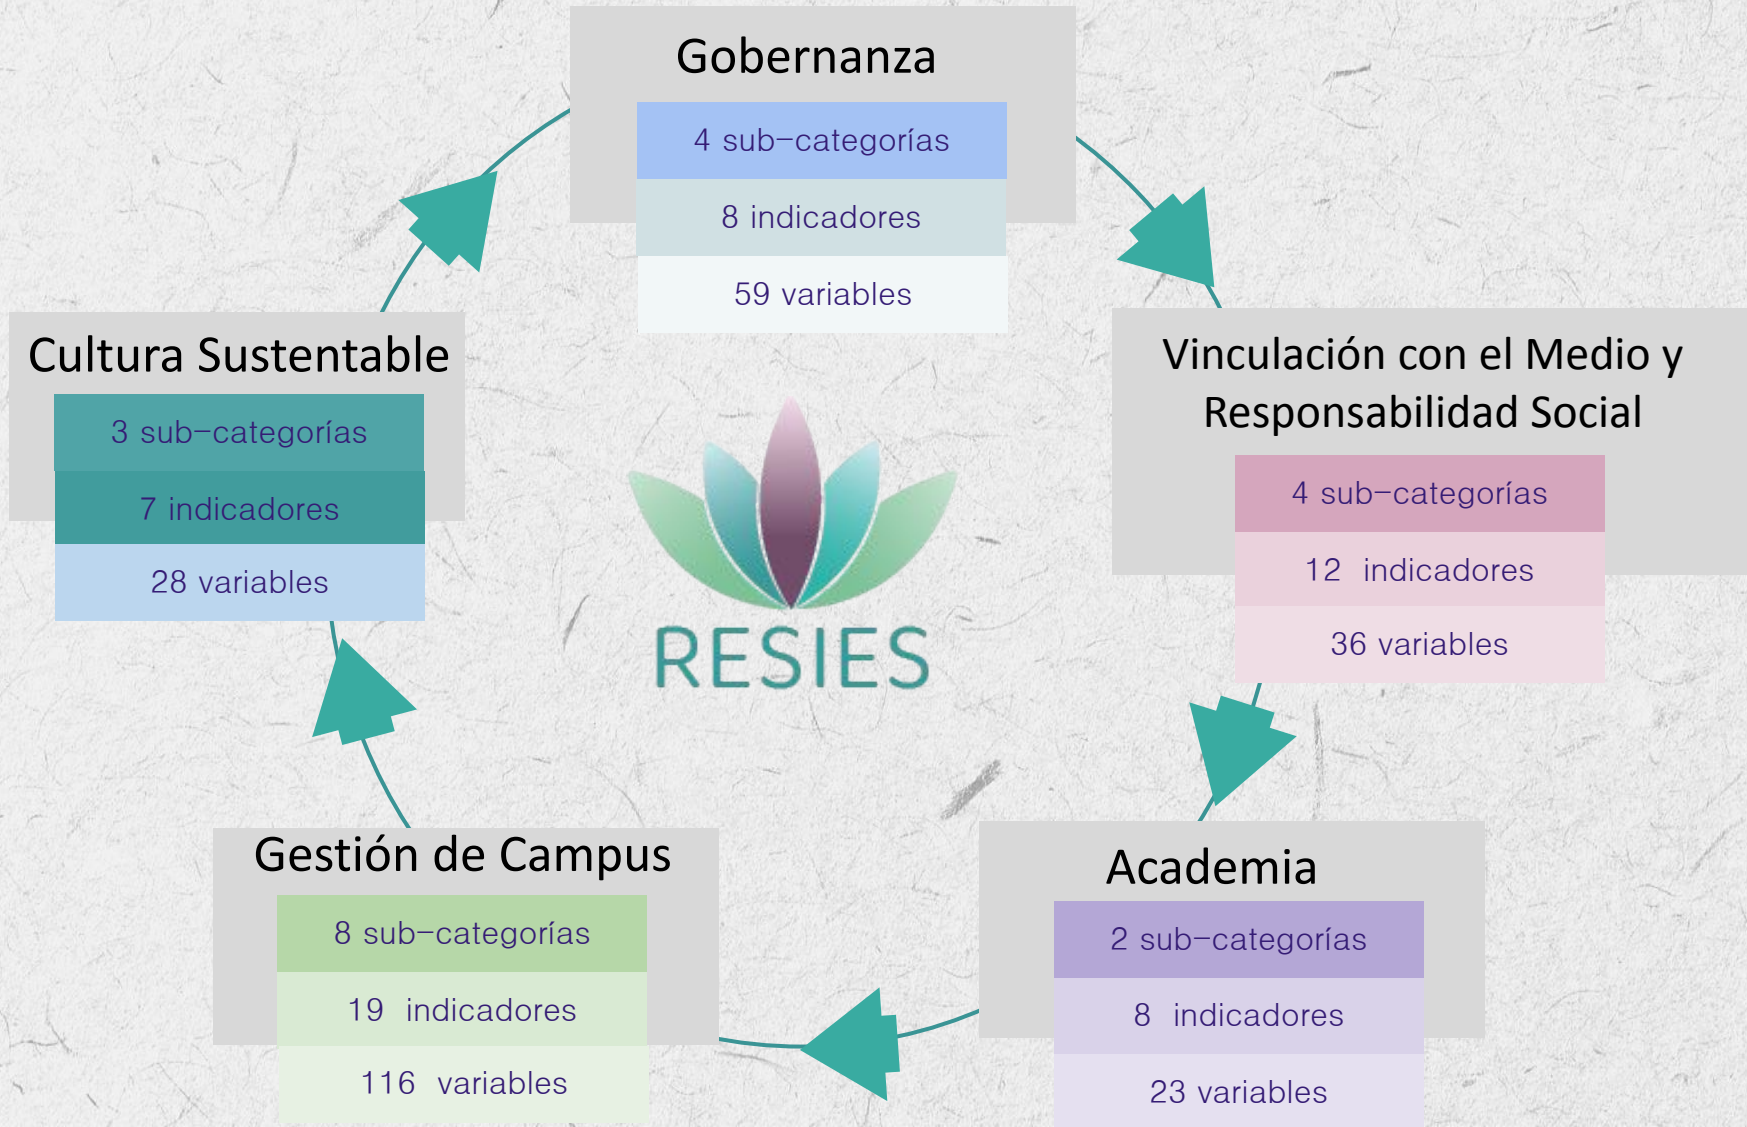 Gobernanza
4 sub-categorías
8 indicadores
59 variables
Vinculación con el Medio y
Responsabilidad Social
4 sub-categorías
12 indicadores
36 variables
Academia
2 sub-categorías
8 indicadores
23 variables
Gestión de Campus
8 sub-categorías
19 indicadores
116 variables
Cultura Sustentable
3 sub-categorías
7 indicadores
28 variables
RESIES